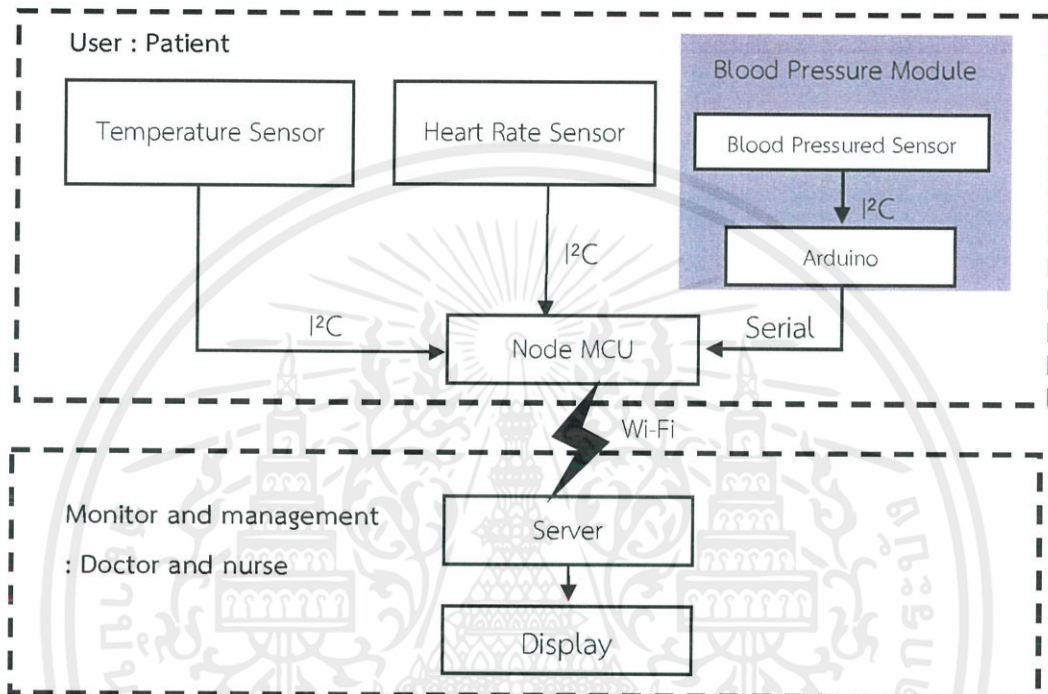 User : Patient
Temperature Sensor
Heart Rate Sensor
Blood Pressure Module
Blood Pressured Sensor
I²C
Arduino
I²C
I²C
Serial
Node MCU
Wi-Fi
Monitor and management
: Doctor and nurse
Server
Display